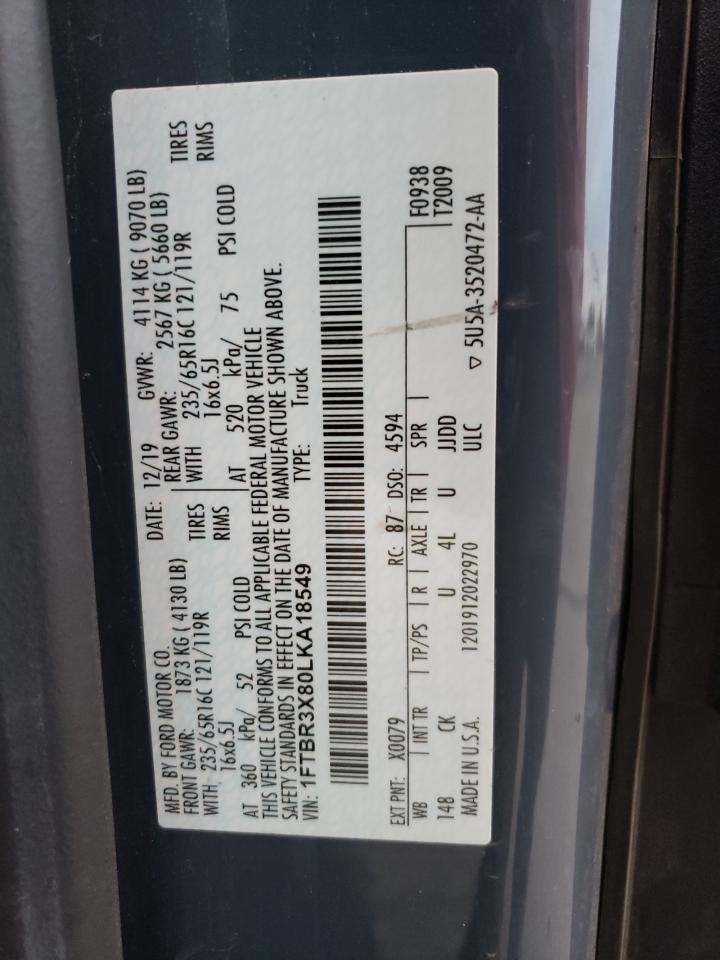 MFD. BY FORD MOTOR CO.
DATE: 12/19
GVWR: 4114 KG ( 9070 LB)
FRONT GAWR: 1873 KG ( 4130 LB)
REAR GAWR: 2567 KG ( 5660 LB)
WITH 235/65R16C 121/119R TIRES
WITH 235/65R16C 121/119R TIRES
16x6.5J RIMS
16x6.5J RIMS
AT 360 kPa/ 52 PSI COLD
AT 520 kPa/ 75 PSI COLD
THIS VEHICLE CONFORMS TO ALL APPLICABLE FEDERAL MOTOR VEHICLE
SAFETY STANDARDS IN EFFECT ON THE DATE OF MANUFACTURE SHOWN ABOVE.
VIN: 1FTBR3X80LKA18549
TYPE: Truck
EXT PNT: X0079
RC: 87 DSO: 4594
F0938
WB | INT TR | TP/PS | R | AXLE | TR | SPR |
T2009
148 CK U 4L U JJDD
▽ 5U5A-3520472-AA
MADE IN U.S.A. 1201912022970 ULC